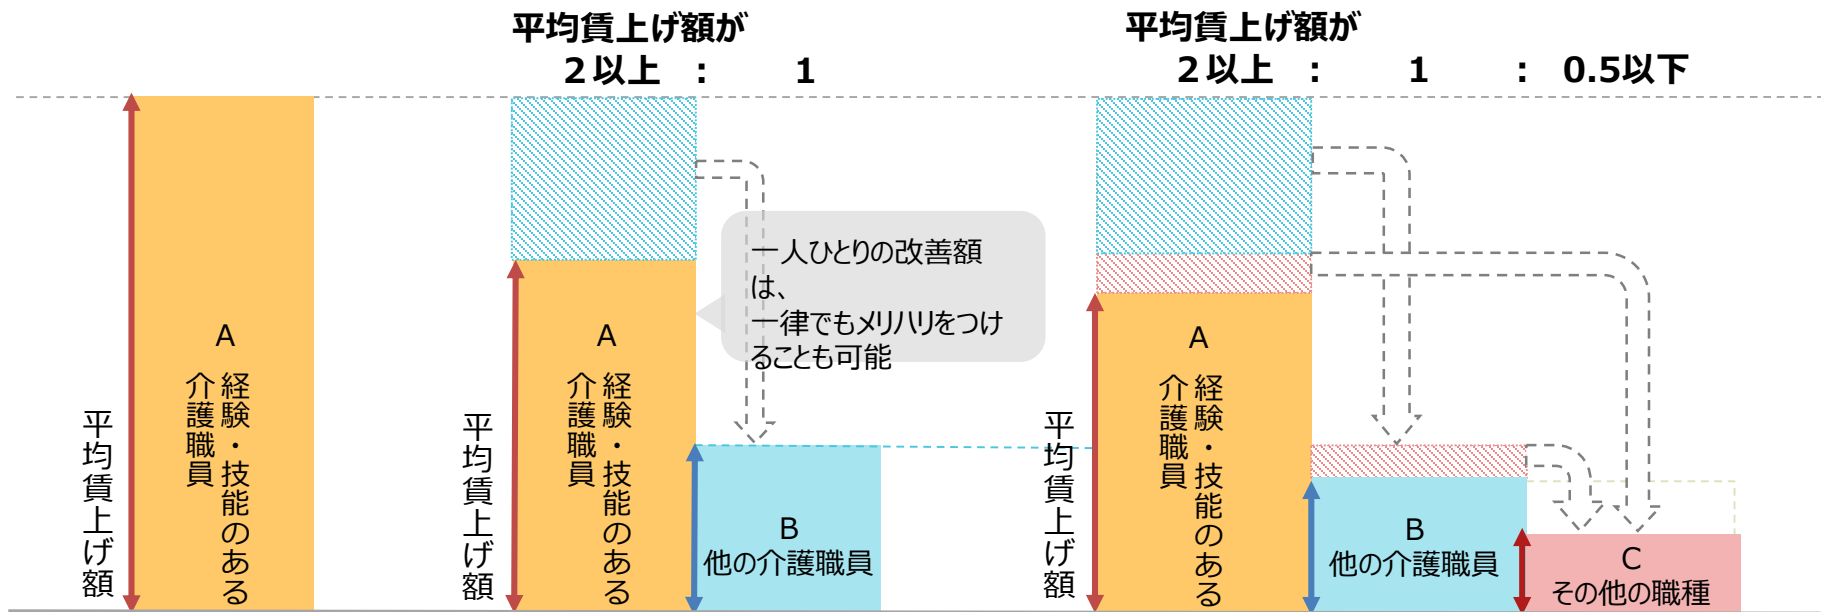 平均賃上げ額が
2以上 : 1
平均賃上げ額が
2以上 : 1 : 0.5以下
平均賃上げ額
A
経験・技能のある
介護職員
平均賃上げ額
A
経験・技能のある
介護職員
一人ひとりの改善額
は、
一律でもメリハリをつけ
ることも可能
B
他の介護職員
平均賃上げ額
A
経験・技能のある
介護職員
B
他の介護職員
C
その他の職種